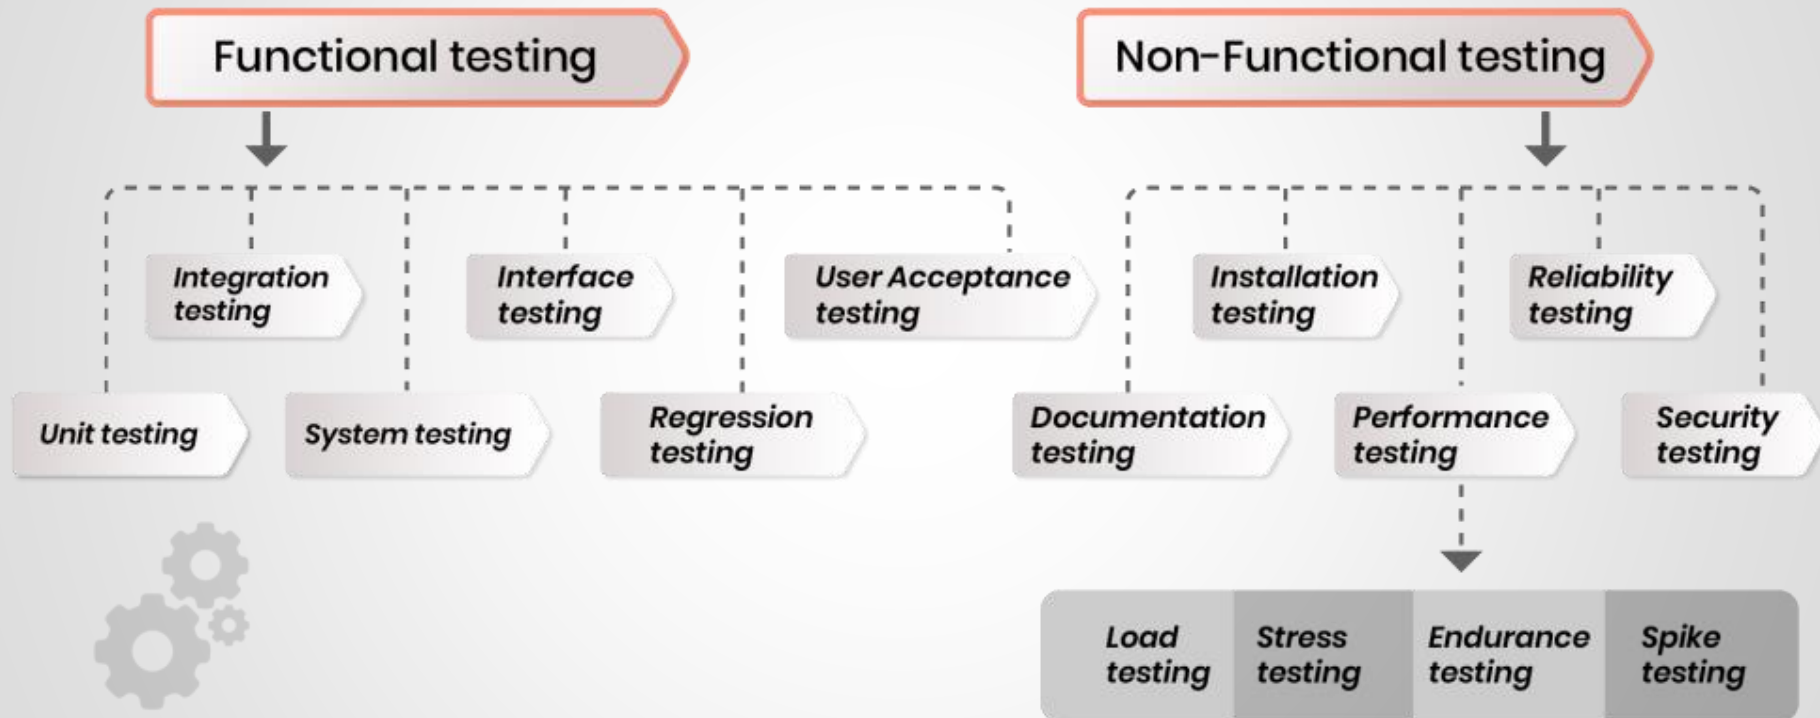 Functional testing
Non-Functional testing
Integration
testing
Interface
testing
User Acceptance
testing
Installation
testing
Reliability
testing
Unit testing
System testing
Regression
testing
Documentation
testing
Performance
testing
Security
testing
Load
testing
Stress
testing
Endurance
testing
Spike
testing